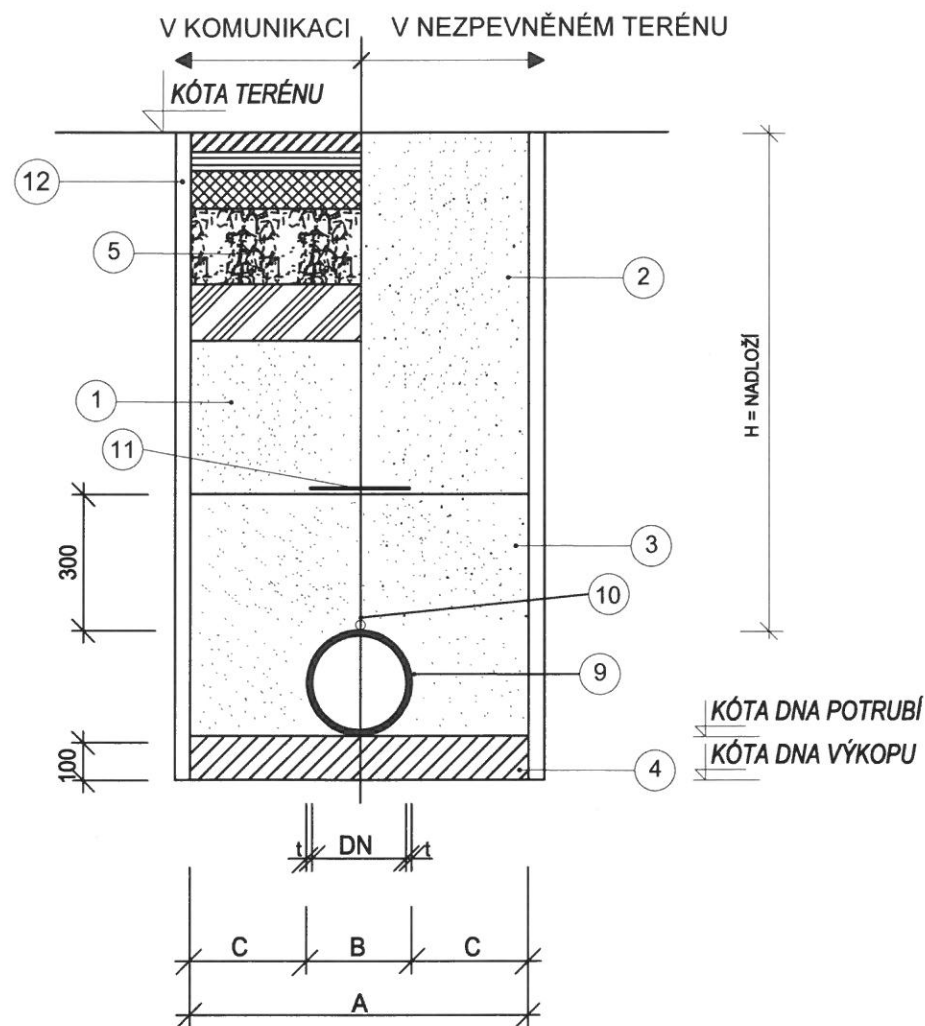 V KOMUNIKACI
V NEZPEVNĚNÉM TERÉNU
KÓTA TERÉNU
12
5
2
H = NADLOŽÍ
1
11
300
3
10
9
KÓTA DNA POTRUBÍ
100
KÓTA DNA VÝKOPU
4
t
DN
t
C
B
C
A